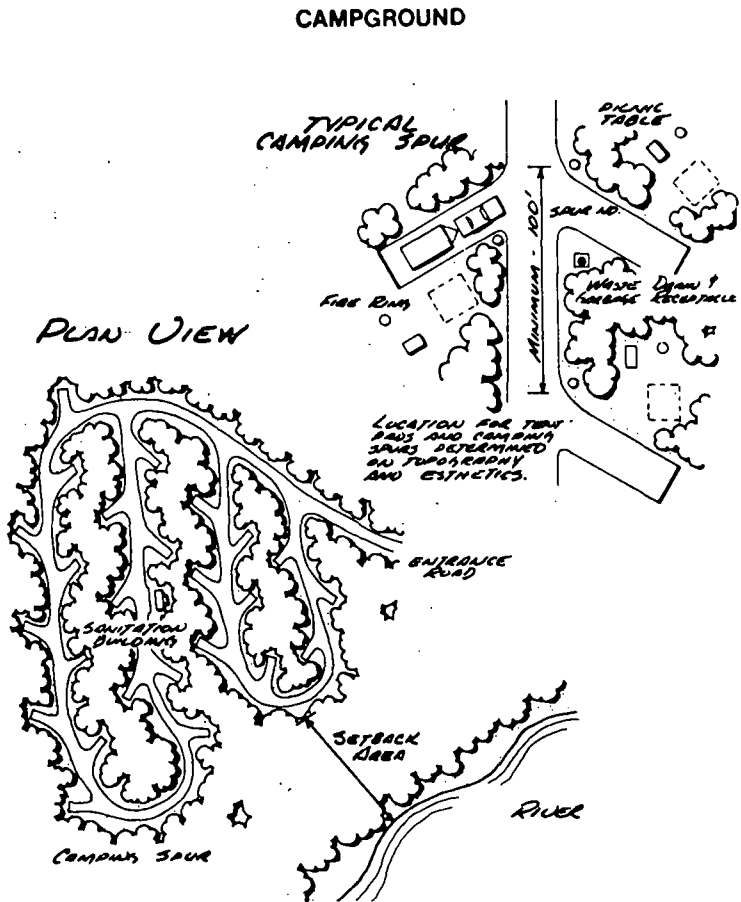 CAMPGROUND
TYPICAL
CAMPING SPUR
PICNIC
TABLE
SPUR NO.
MINIMUM - 100'
WASTE DRAIN &
GARBAGE RECEPTACLE
FIRE RING
PLAN VIEW
LOCATION FOR TENT
PADS AND CAMPING
SPURS DETERMINED
ON TOPOGRAPHY
AND ESTHETICS.
ENTRANCE
ROAD
SANITATION
BUILDING
SETBACK
AREA
RIVER
CAMPING SPUR